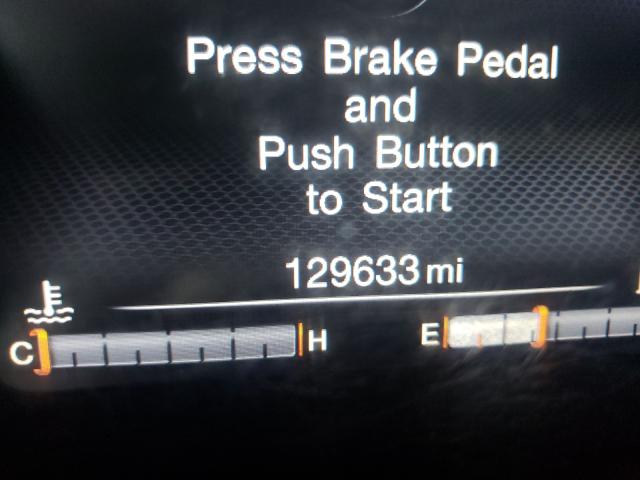 Press Brake Pedal
and
Push Button
to Start
129633 mi
C H E